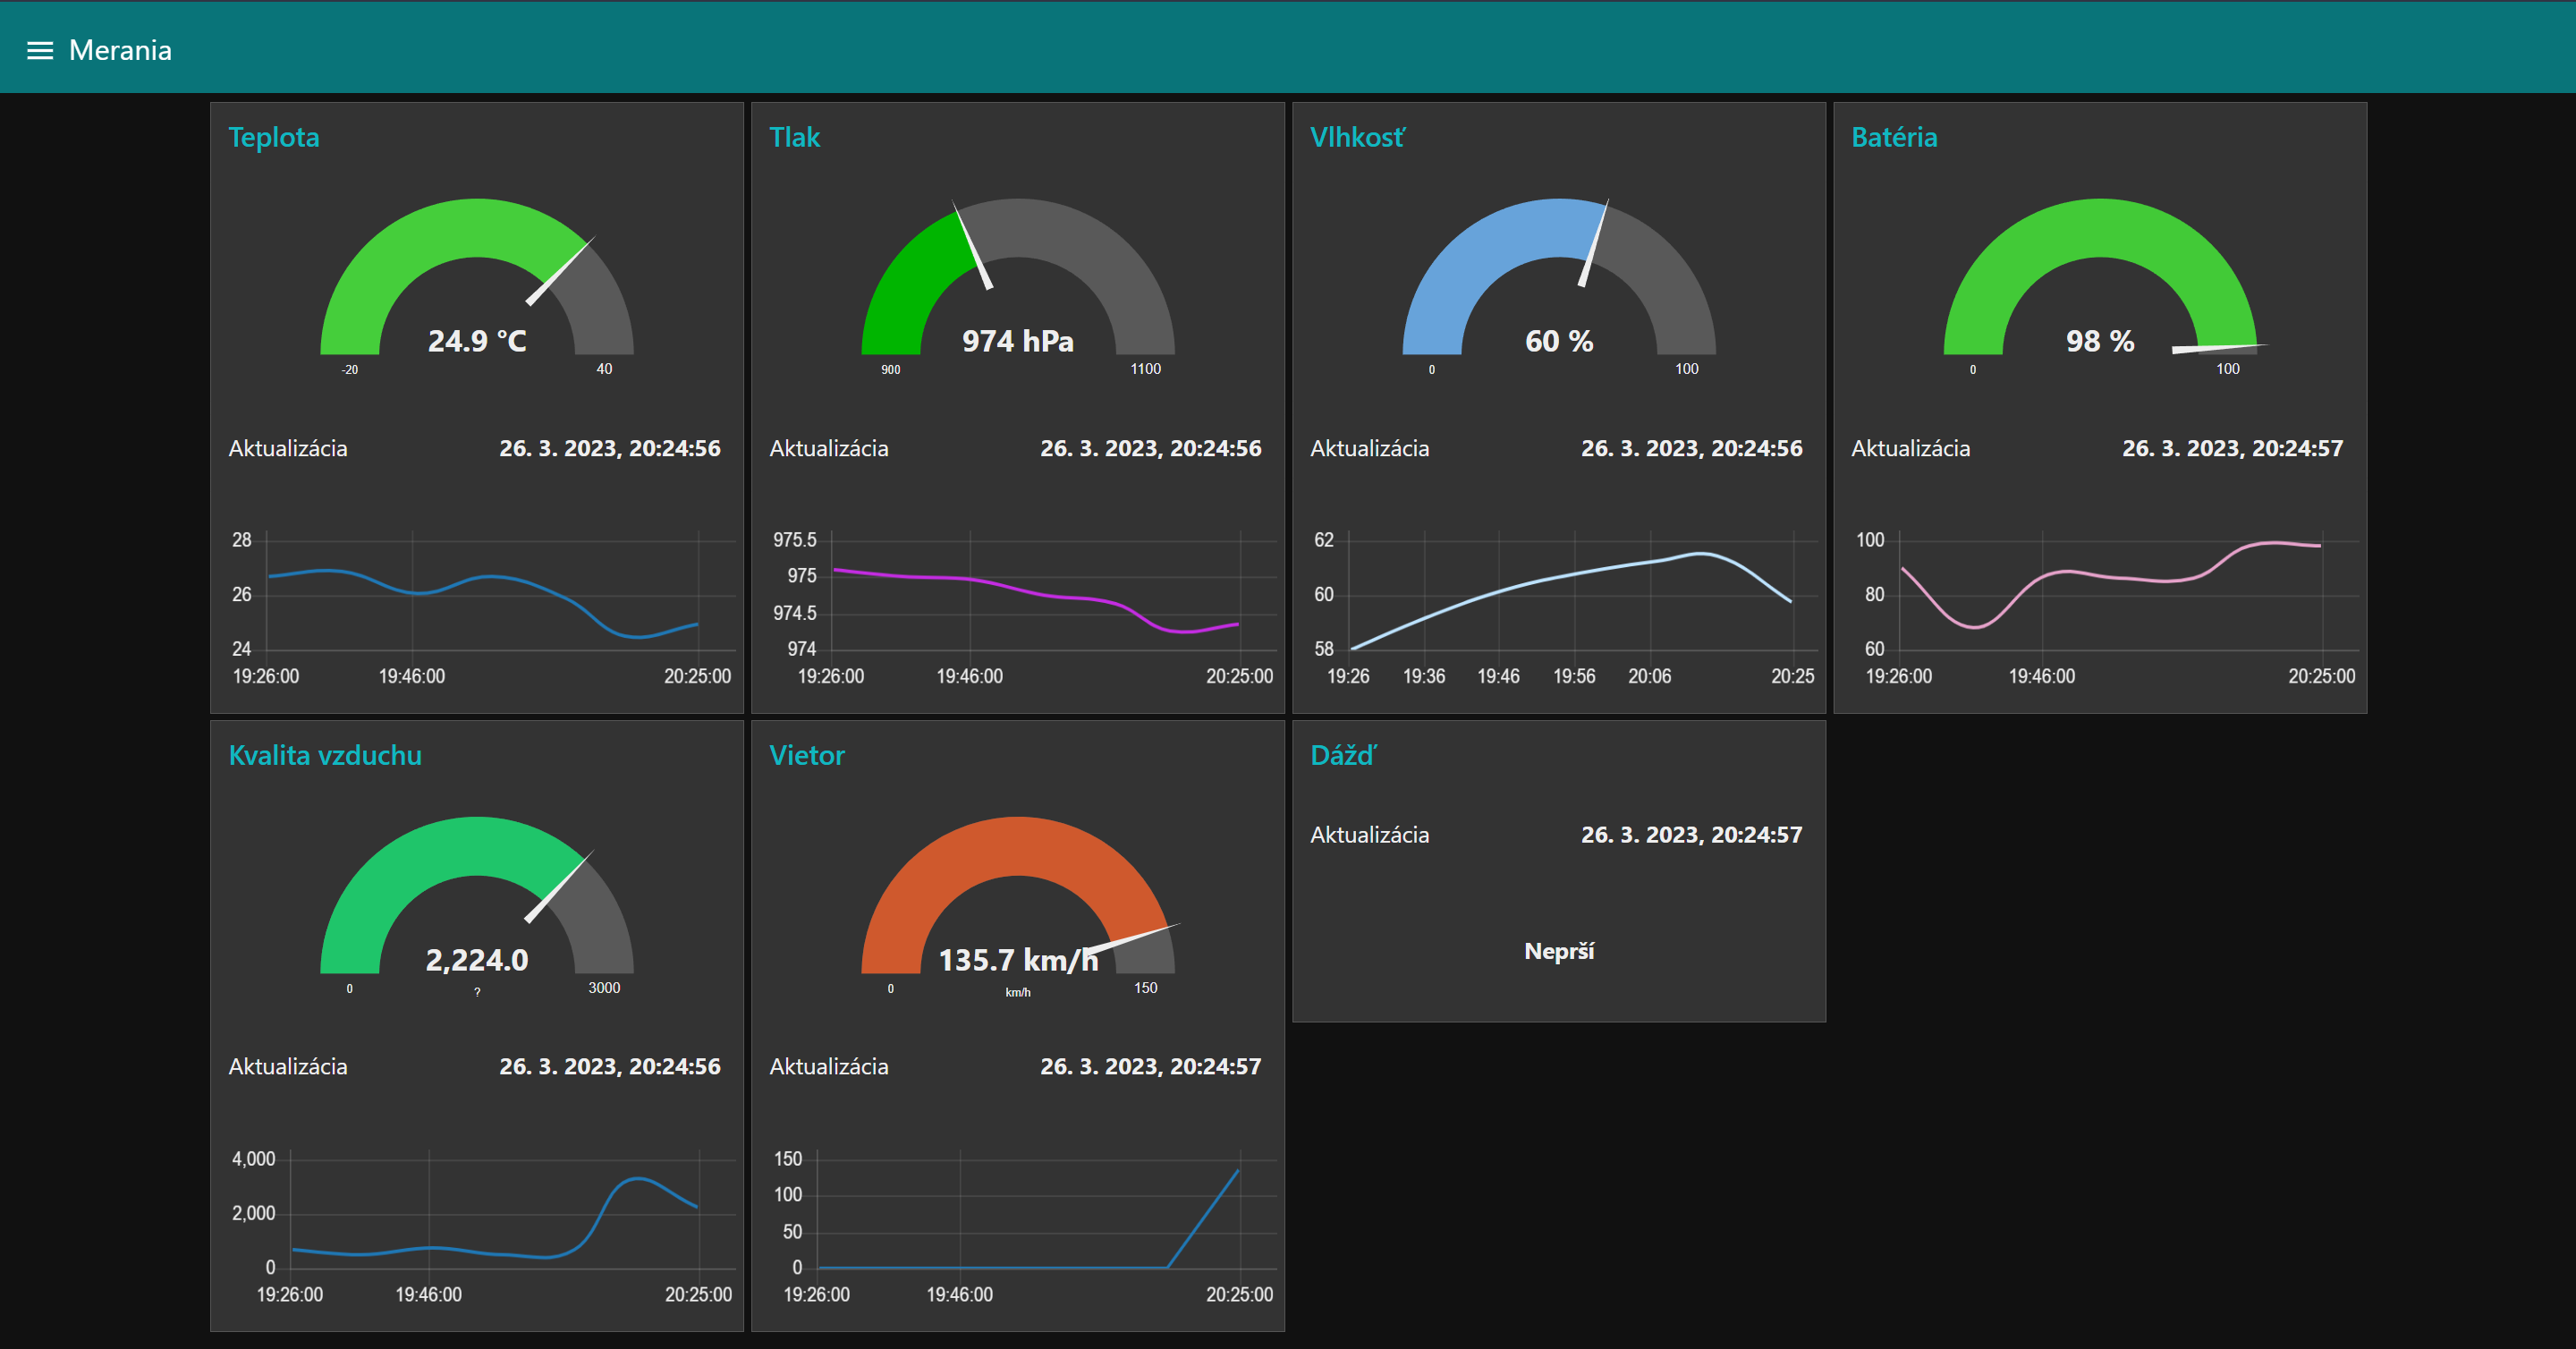 Merania
Teplota
24.9 °C
-20
40
Aktualizácia
26. 3. 2023, 20:24:56
28
26
24
19:26:00
19:46:00
20:25:00
Tlak
974 hPa
900
1100
Aktualizácia
26. 3. 2023, 20:24:56
975.5
975
974.5
974
19:26:00
19:46:00
20:25:00
Vlhkosť
60 %
0
100
Aktualizácia
26. 3. 2023, 20:24:56
62
60
58
19:26
19:36
19:46
19:56
20:06
20:25
Batéria
98 %
0
100
Aktualizácia
26. 3. 2023, 20:24:57
100
80
60
19:26:00
19:46:00
20:25:00
Kvalita vzduchu
2,224.0
0
?
3000
Aktualizácia
26. 3. 2023, 20:24:56
4,000
2,000
0
19:26:00
19:46:00
20:25:00
Vietor
135.7 km/h
0
km/h
150
Aktualizácia
26. 3. 2023, 20:24:57
150
100
50
0
19:26:00
19:46:00
20:25:00
Dážď
Aktualizácia
26. 3. 2023, 20:24:57
Neprší